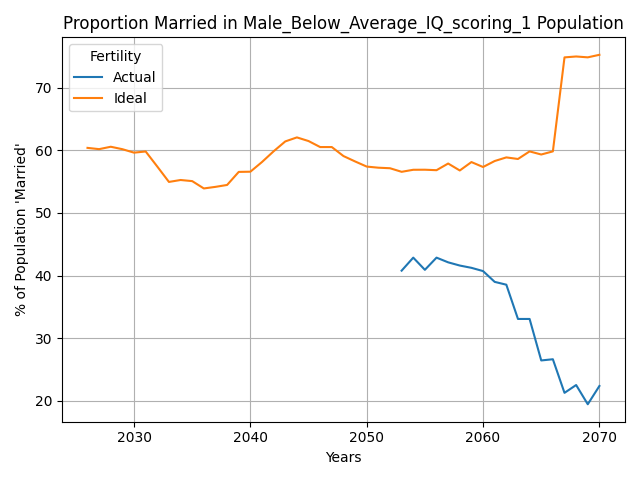 Proportion Married in Male_Below_Average_IQ_scoring_1 Population
Fertility
Actual
Ideal
% of Population 'Married'
70
60
50
40
30
20
2030
2040
2050
2060
2070
Years